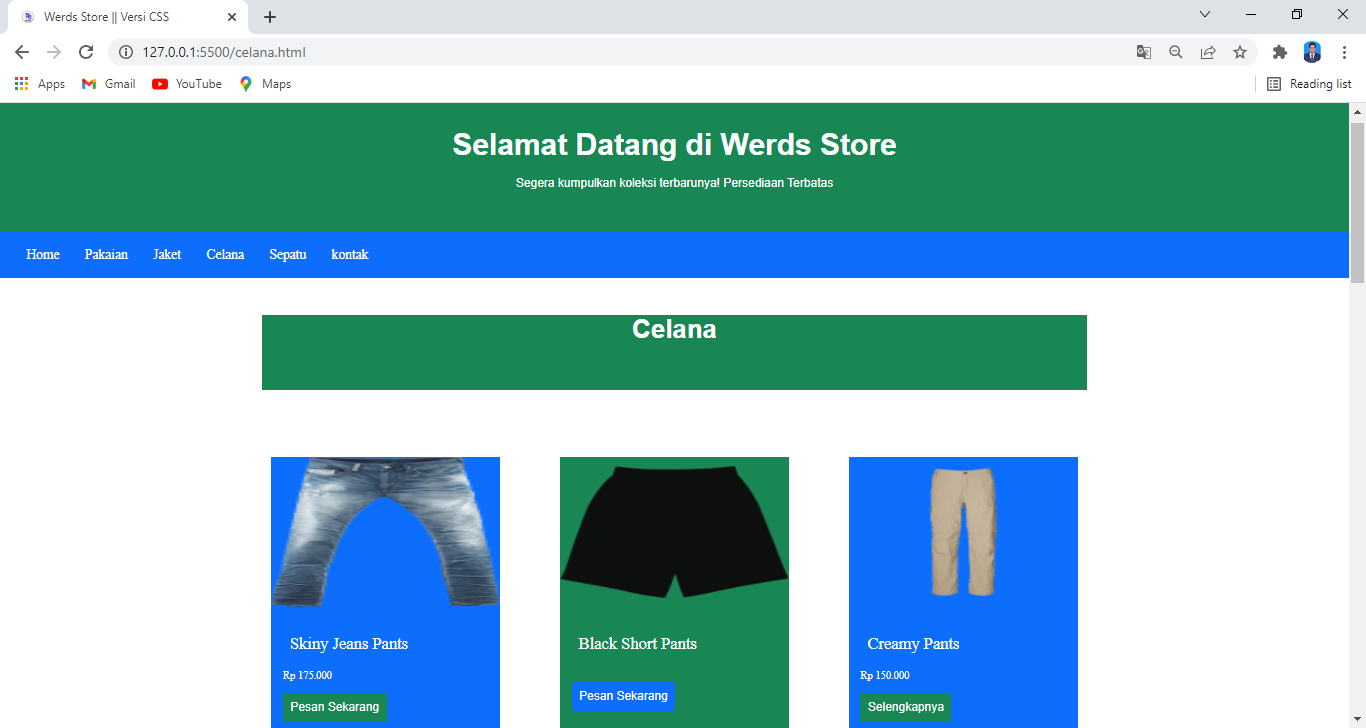 Werds Store || Versi CSS
127.0.0.1:5500/celana.html
Apps Gmail YouTube Maps Reading list
Selamat Datang di Werds Store
Segera kumpulkan koleksi terbarunya! Persediaan Terbatas
Home Pakaian Jaket Celana Sepatu kontak
Celana
Skiny Jeans Pants
Rp 175.000
Pesan Sekarang
Black Short Pants
Pesan Sekarang
Creamy Pants
Rp 150.000
Selengkapnya